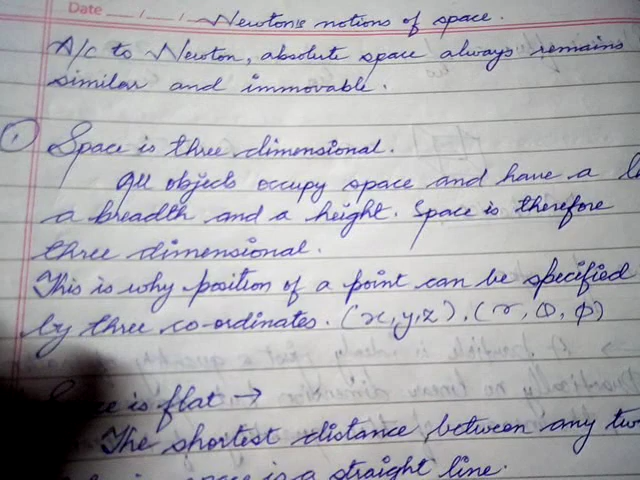 Date / /
Newton's notions of space.
A/c to Newton, absolute space always remains
similar and immovable.
1. Space is three dimensional.
All objects occupy space and have a
a breadth and a height. Space is therefore
three dimensional.
This is why position of a point can be specified
by three co-ordinates. (x,y,z), (r, θ, ϕ)
is flat →
The shortest distance between any two
space is a straight line.